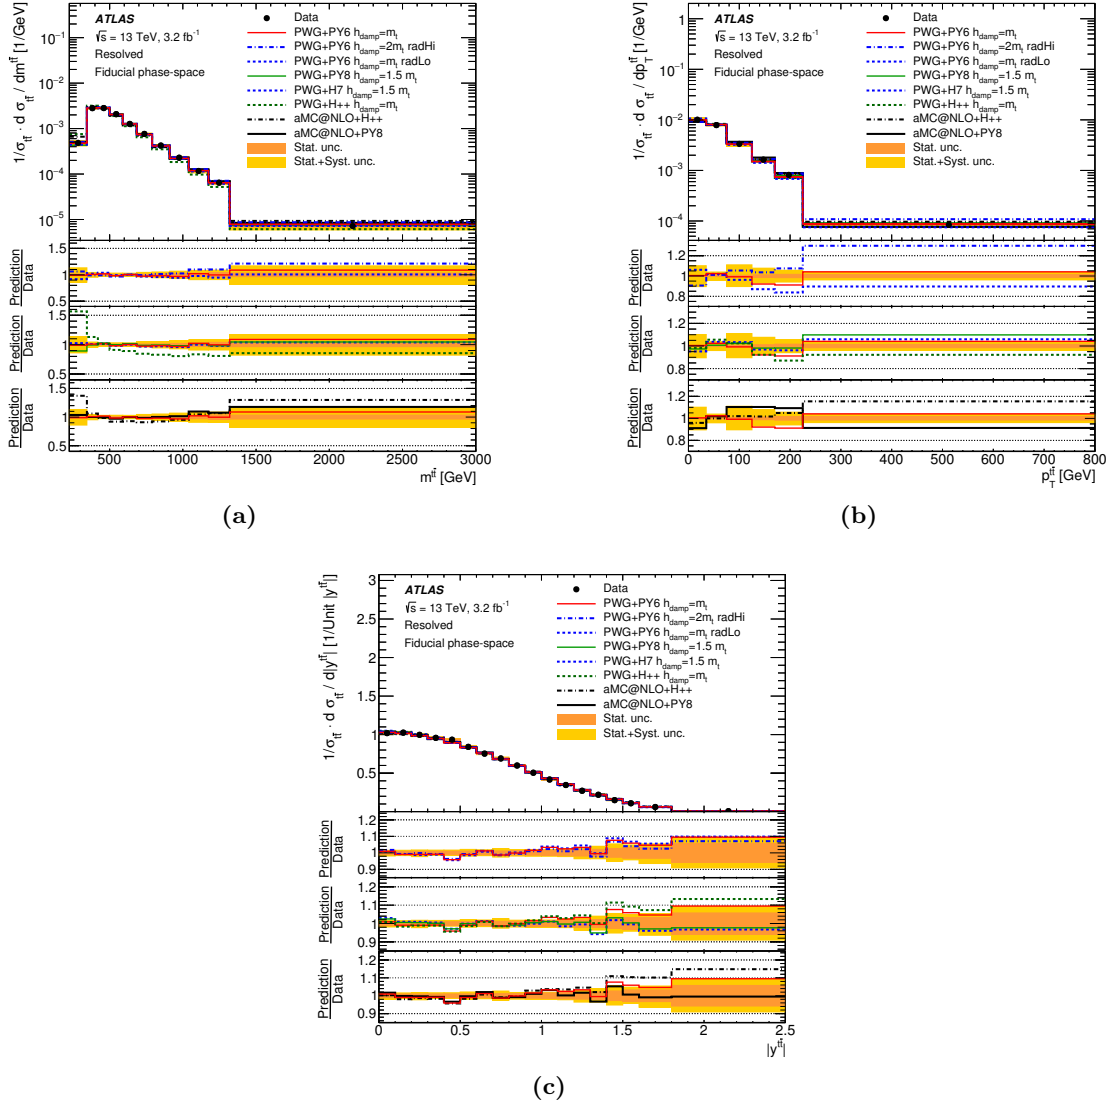 1/σ_tt̄ · d σ_tt̄ / dm^tt̄ [1/GeV]
ATLAS
√s = 13 TeV, 3.2 fb⁻¹
Resolved
Fiducial phase-space
Data
PWG+PY6 h_damp=m_t
PWG+PY6 h_damp=2m_t radHi
PWG+PY6 h_damp=m_t radLo
PWG+PY8 h_damp=1.5 m_t
PWG+H7 h_damp=1.5 m_t
PWG+H++ h_damp=m_t
aMC@NLO+H++
aMC@NLO+PY8
Stat. unc.
Stat.+Syst. unc.
1
10⁻¹
10⁻²
10⁻³
10⁻⁴
10⁻⁵
Prediction
Data
1.5
1
0.5
Prediction
Data
1.5
1
0.5
Prediction
Data
1.5
1
0.5
500 1000 1500 2000 2500 3000
m^tt̄ [GeV]
(a)
1/σ_tt̄ · d σ_tt̄ / dp_T^tt̄ [1/GeV]
ATLAS
√s = 13 TeV, 3.2 fb⁻¹
Resolved
Fiducial phase-space
Data
PWG+PY6 h_damp=m_t
PWG+PY6 h_damp=2m_t radHi
PWG+PY6 h_damp=m_t radLo
PWG+PY8 h_damp=1.5 m_t
PWG+H7 h_damp=1.5 m_t
PWG+H++ h_damp=m_t
aMC@NLO+H++
aMC@NLO+PY8
Stat. unc.
Stat.+Syst. unc.
1
10⁻¹
10⁻²
10⁻³
10⁻⁴
Prediction
Data
1.2
1
0.8
Prediction
Data
1.2
1
0.8
Prediction
Data
1.2
1
0.8
0 100 200 300 400 500 600 700 800
p_T^tt̄ [GeV]
(b)
1/σ_tt̄ · d σ_tt̄ / d|y^tt̄| [1/Unit |y^tt̄|]
ATLAS
√s = 13 TeV, 3.2 fb⁻¹
Resolved
Fiducial phase-space
Data
PWG+PY6 h_damp=m_t
PWG+PY6 h_damp=2m_t radHi
PWG+PY6 h_damp=m_t radLo
PWG+PY8 h_damp=1.5 m_t
PWG+H7 h_damp=1.5 m_t
PWG+H++ h_damp=m_t
aMC@NLO+H++
aMC@NLO+PY8
Stat. unc.
Stat.+Syst. unc.
3
2.5
2
1.5
1
0.5
Prediction
Data
1.2
1.1
1
0.9
Prediction
Data
1.2
1.1
1
0.9
Prediction
Data
1.2
1.1
1
0.9
0 0.5 1 1.5 2 2.5
|y^tt̄|
(c)